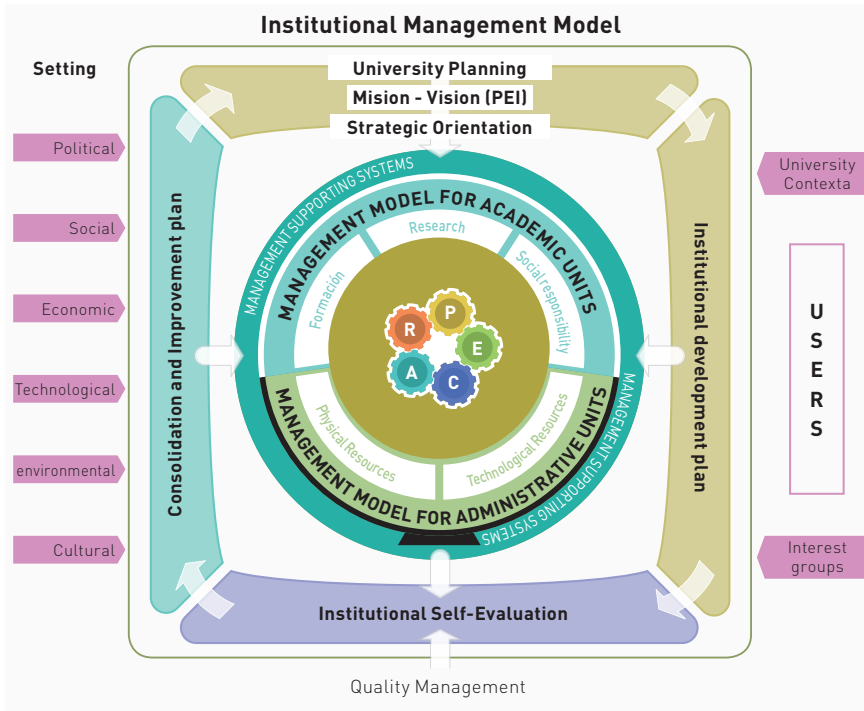 Institutional Management Model
Setting
University Planning
Mision - Vision (PEI)
Strategic Orientation
Political
Social
Economic
Technological
environmental
Cultural
Consolidation and Improvement plan
MANAGEMENT SUPPORTING SYSTEMS
MANAGEMENT MODEL FOR ACADEMIC UNITS
Formación
Research
Social responsibility
R
P
E
A
C
Physical Resources
Technological Resources
MANAGEMENT MODEL FOR ADMINISTRATIVE UNITS
MANAGEMENT SUPPORTING SYSTEMS
Institutional development plan
University
Contexta
USERS
Interest
groups
Institutional Self-Evaluation
Quality Management